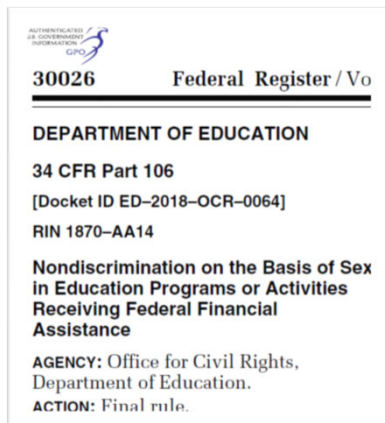 AUTHENTICATED
U.S. GOVERNMENT
INFORMATION
GPO
30026 Federal Register / Vo
DEPARTMENT OF EDUCATION
34 CFR Part 106
[Docket ID ED–2018–OCR–0064]
RIN 1870–AA14
Nondiscrimination on the Basis of Sex
in Education Programs or Activities
Receiving Federal Financial
Assistance
AGENCY: Office for Civil Rights,
Department of Education.
ACTION: Final rule.